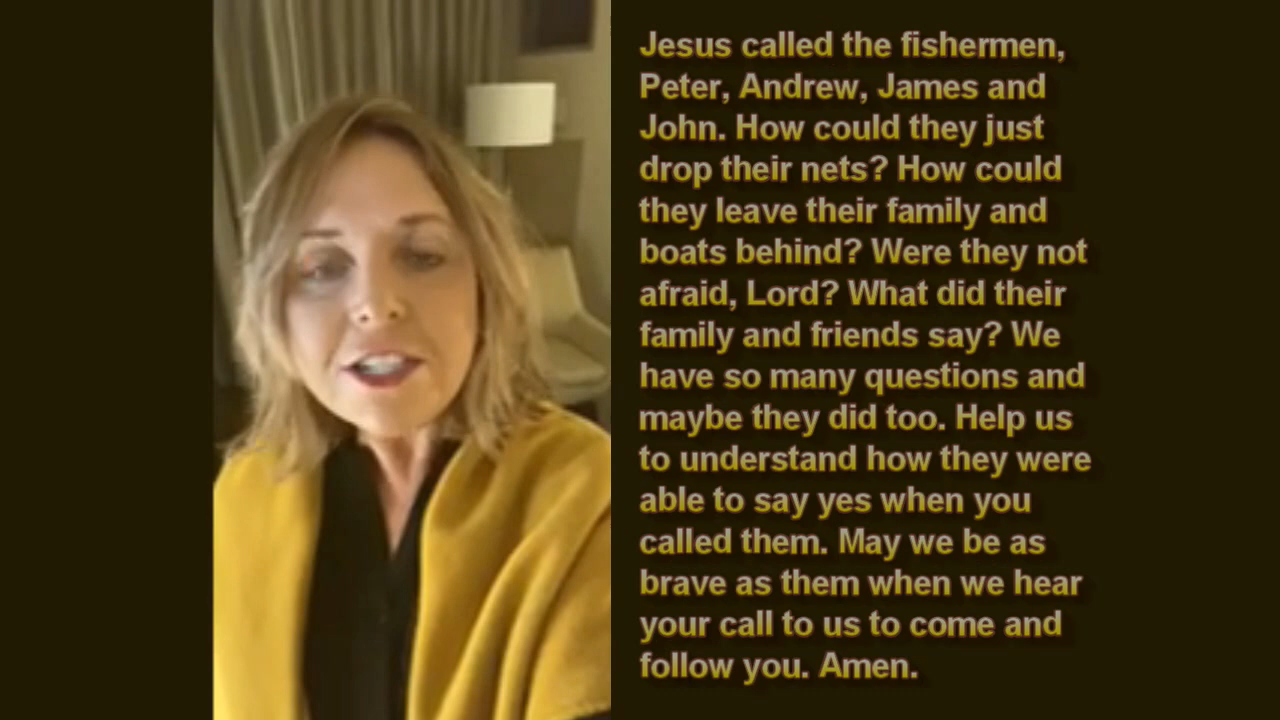 Jesus called the fishermen,
Peter, Andrew, James and
John. How could they just
drop their nets? How could
they leave their family and
boats behind? Were they not
afraid, Lord? What did their
family and friends say? We
have so many questions and
maybe they did too. Help us
to understand how they were
able to say yes when you
called them. May we be as
brave as them when we hear
your call to us to come and
follow you. Amen.